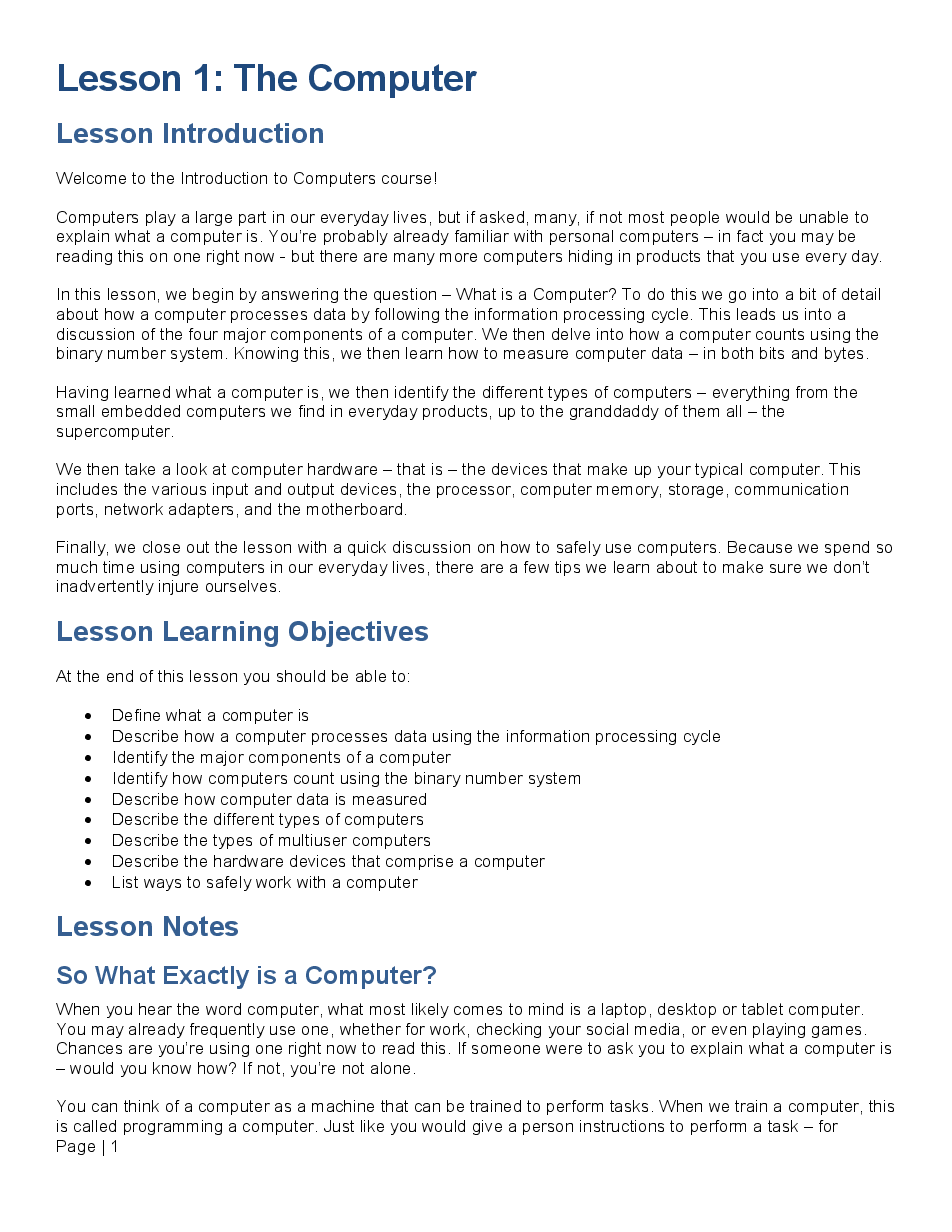 Lesson 1: The Computer
Lesson Introduction
Welcome to the Introduction to Computers course!
Computers play a large part in our everyday lives, but if asked, many, if not most people would be unable to
explain what a computer is. You’re probably already familiar with personal computers – in fact you may be
reading this on one right now - but there are many more computers hiding in products that you use every day.
In this lesson, we begin by answering the question – What is a Computer? To do this we go into a bit of detail
about how a computer processes data by following the information processing cycle. This leads us into a
discussion of the four major components of a computer. We then delve into how a computer counts using the
binary number system. Knowing this, we then learn how to measure computer data – in both bits and bytes.
Having learned what a computer is, we then identify the different types of computers – everything from the
small embedded computers we find in everyday products, up to the granddaddy of them all – the
supercomputer.
We then take a look at computer hardware – that is – the devices that make up your typical computer. This
includes the various input and output devices, the processor, computer memory, storage, communication
ports, network adapters, and the motherboard.
Finally, we close out the lesson with a quick discussion on how to safely use computers. Because we spend so
much time using computers in our everyday lives, there are a few tips we learn about to make sure we don’t
inadvertently injure ourselves.
Lesson Learning Objectives
At the end of this lesson you should be able to:
• Define what a computer is
• Describe how a computer processes data using the information processing cycle
• Identify the major components of a computer
• Identify how computers count using the binary number system
• Describe how computer data is measured
• Describe the different types of computers
• Describe the types of multiuser computers
• Describe the hardware devices that comprise a computer
• List ways to safely work with a computer
Lesson Notes
So What Exactly is a Computer?
When you hear the word computer, what most likely comes to mind is a laptop, desktop or tablet computer.
You may already frequently use one, whether for work, checking your social media, or even playing games.
Chances are you’re using one right now to read this. If someone were to ask you to explain what a computer is
– would you know how? If not, you’re not alone.
You can think of a computer as a machine that can be trained to perform tasks. When we train a computer, this
is called programming a computer. Just like you would give a person instructions to perform a task – for
Page | 1